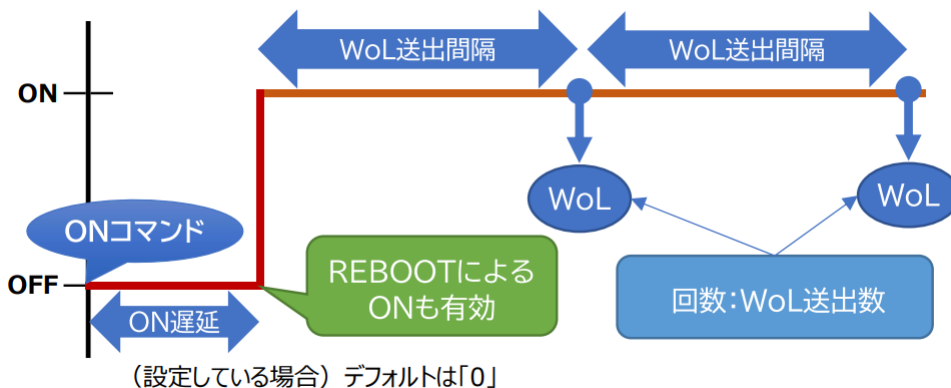 WoL送出間隔
WoL送出間隔
ON
WoL
WoL
ONコマンド
OFF
REBOOTによる
ONも有効
回数：WoL送出数
ON遅延
（設定している場合）デフォルトは「0」